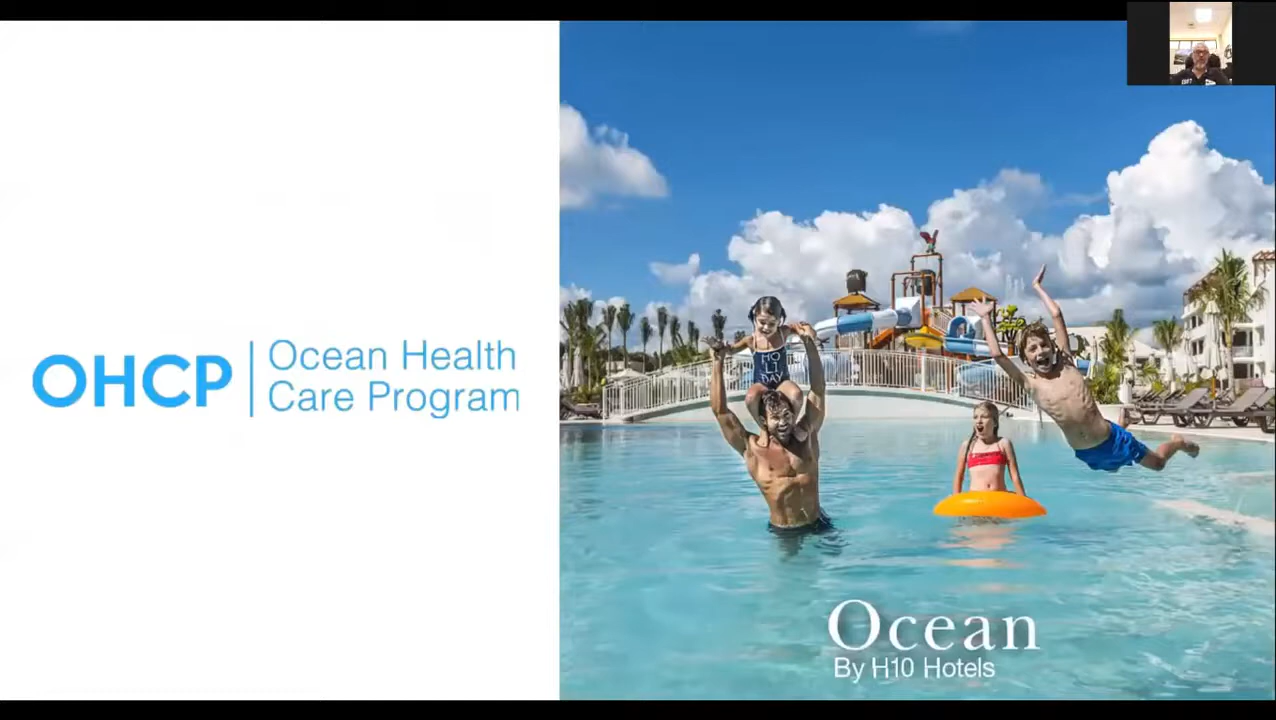 OHCP
Ocean Health
Care Program
HO
LI
DAY
Ocean
By H10 Hotels